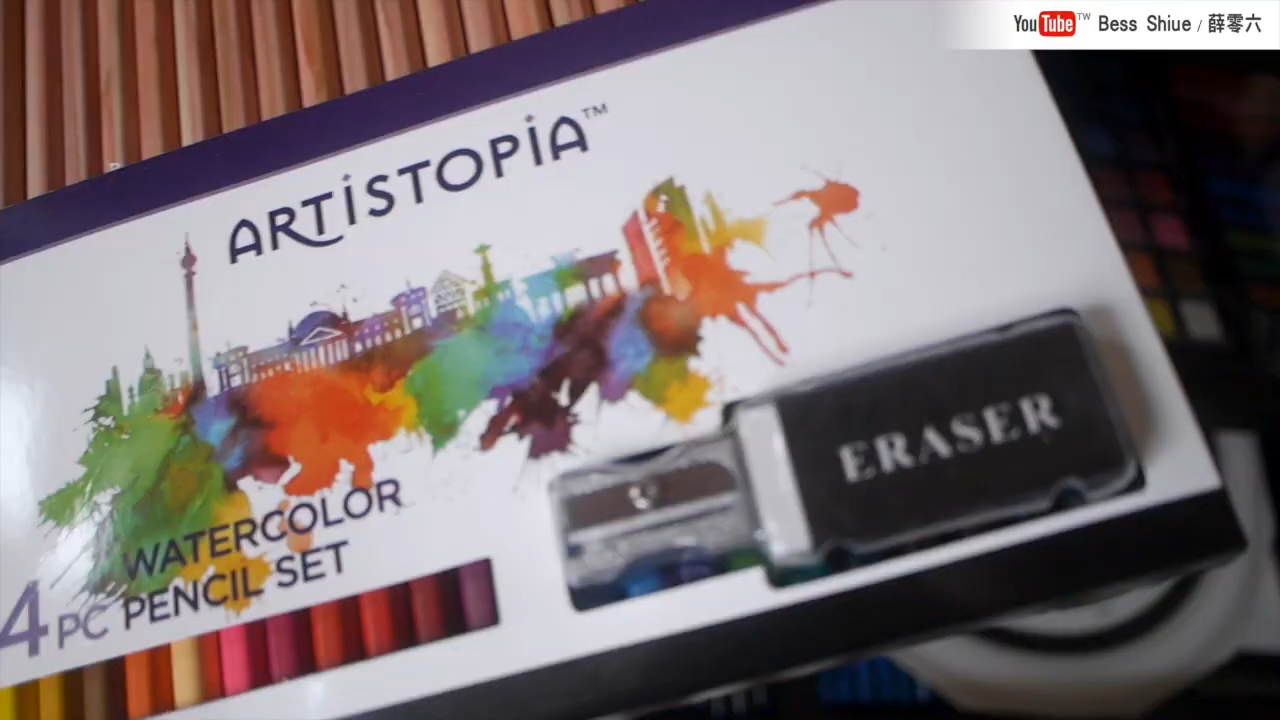 YouTube TW Bess Shiue / 薛零六
ARTiSTOPiA™
WATERCOLOR
4 PC PENCIL SET
ERASER